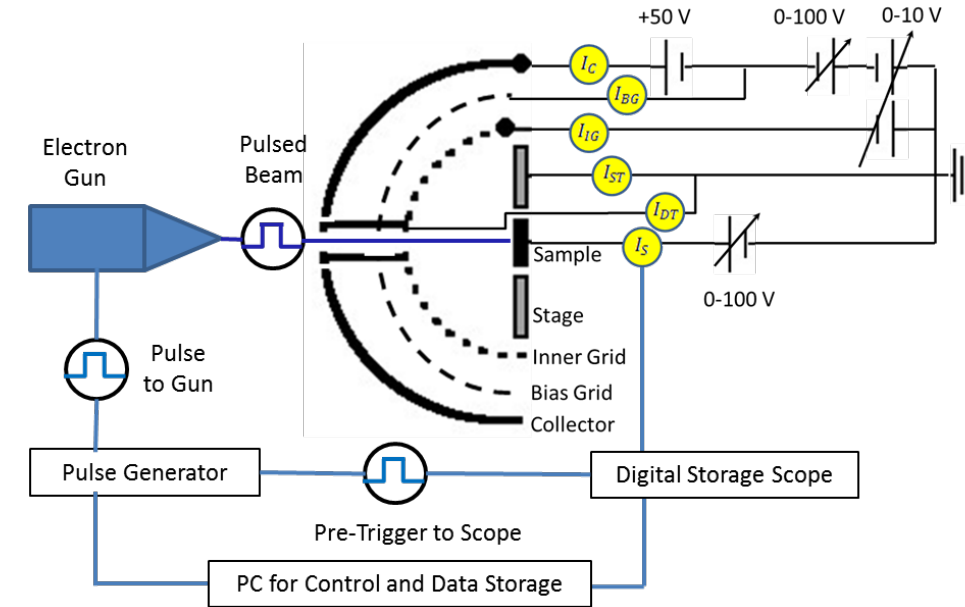 +50 V
0-100 V
0-10 V
I_C
I_BG
I_IG
Electron
Gun
Pulsed
Beam
I_ST
I_DT
I_S
Sample
0-100 V
Stage
Inner Grid
Bias Grid
Collector
Pulse
to Gun
Pulse Generator
Digital Storage Scope
Pre-Trigger to Scope
PC for Control and Data Storage